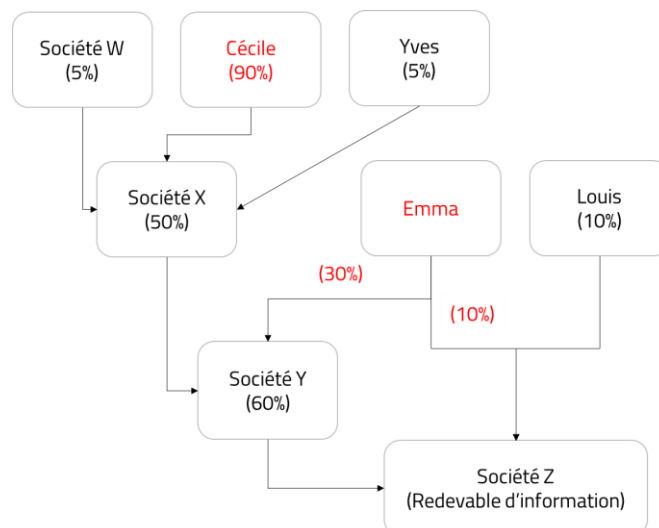 Société W
(5%)
Cécile
(90%)
Yves
(5%)
Société X
(50%)
Emma
Louis
(10%)
(30%)
(10%)
Société Y
(60%)
Société Z
(Redevable d'information)